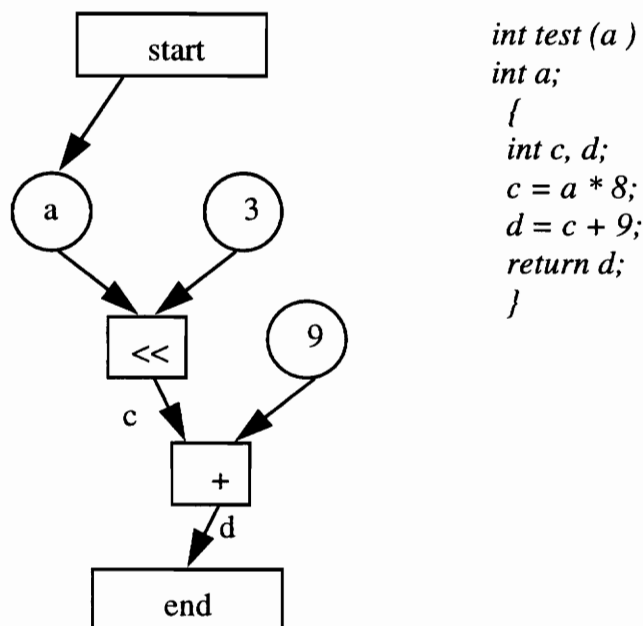 start
a
3
<<
9
c
+
d
end
int test (a )
int a;
{
int c, d;
c = a * 8;
d = c + 9;
return d;
}